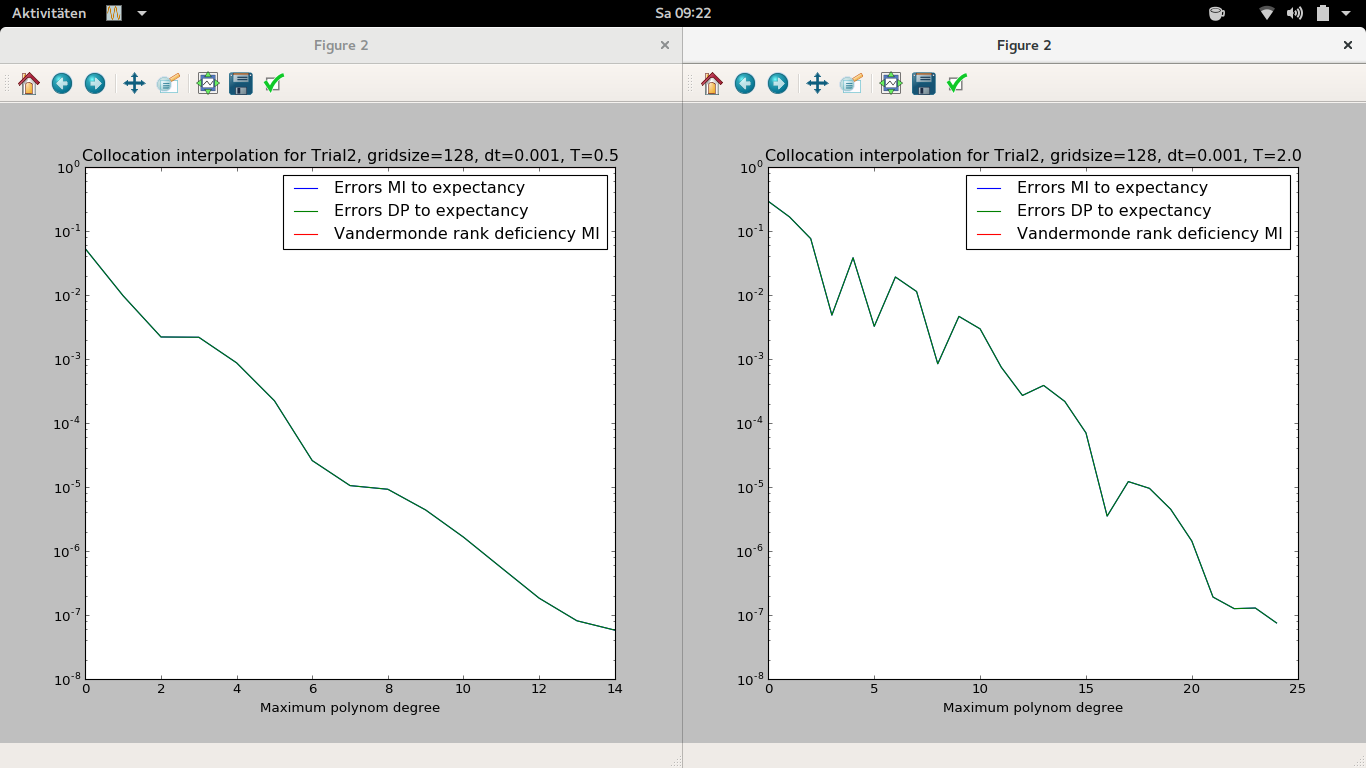 Aktivitäten
Sa 09:22
Figure 2
Figure 2
Collocation interpolation for Trial2, gridsize=128, dt=0.001, T=0.5
10^0
10^-1
10^-2
10^-3
10^-4
10^-5
10^-6
10^-7
10^-8
Errors MI to expectancy
Errors DP to expectancy
Vandermonde rank deficiency MI
0 2 4 6 8 10 12 14
Maximum polynom degree
Collocation interpolation for Trial2, gridsize=128, dt=0.001, T=2.0
10^0
10^-1
10^-2
10^-3
10^-4
10^-5
10^-6
10^-7
10^-8
Errors MI to expectancy
Errors DP to expectancy
Vandermonde rank deficiency MI
0 5 10 15 20 25
Maximum polynom degree